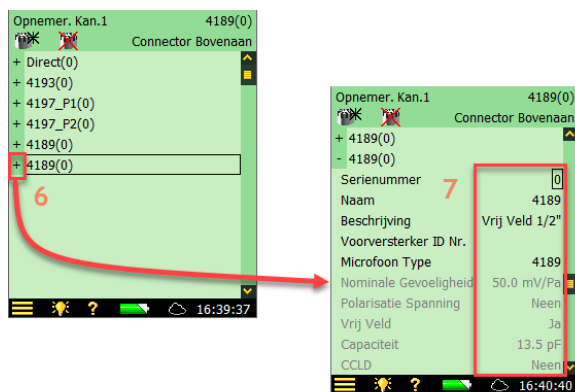 Opnemer. Kan.1 4189(0)
Connector Bovenaan
+ Direct(0)
+ 4193(0)
+ 4197_P1(0)
+ 4197_P2(0)
+ 4189(0)
+ 4189(0)
6
? 16:39:37
Opnemer. Kan.1 4189(0)
Connector Bovenaan
+ 4189(0)
- 4189(0)
7
Serienummer 0
Naam 4189
Beschrijving Vrij Veld 1/2"
Voorversterker ID Nr.
Microfoon Type 4189
Nominale Gevoeligheid 50.0 mV/Pa
Polarisatie Spanning Neen
Vrij Veld Ja
Capaciteit 13.5 pF
CCLD Neen
? 16:40:40